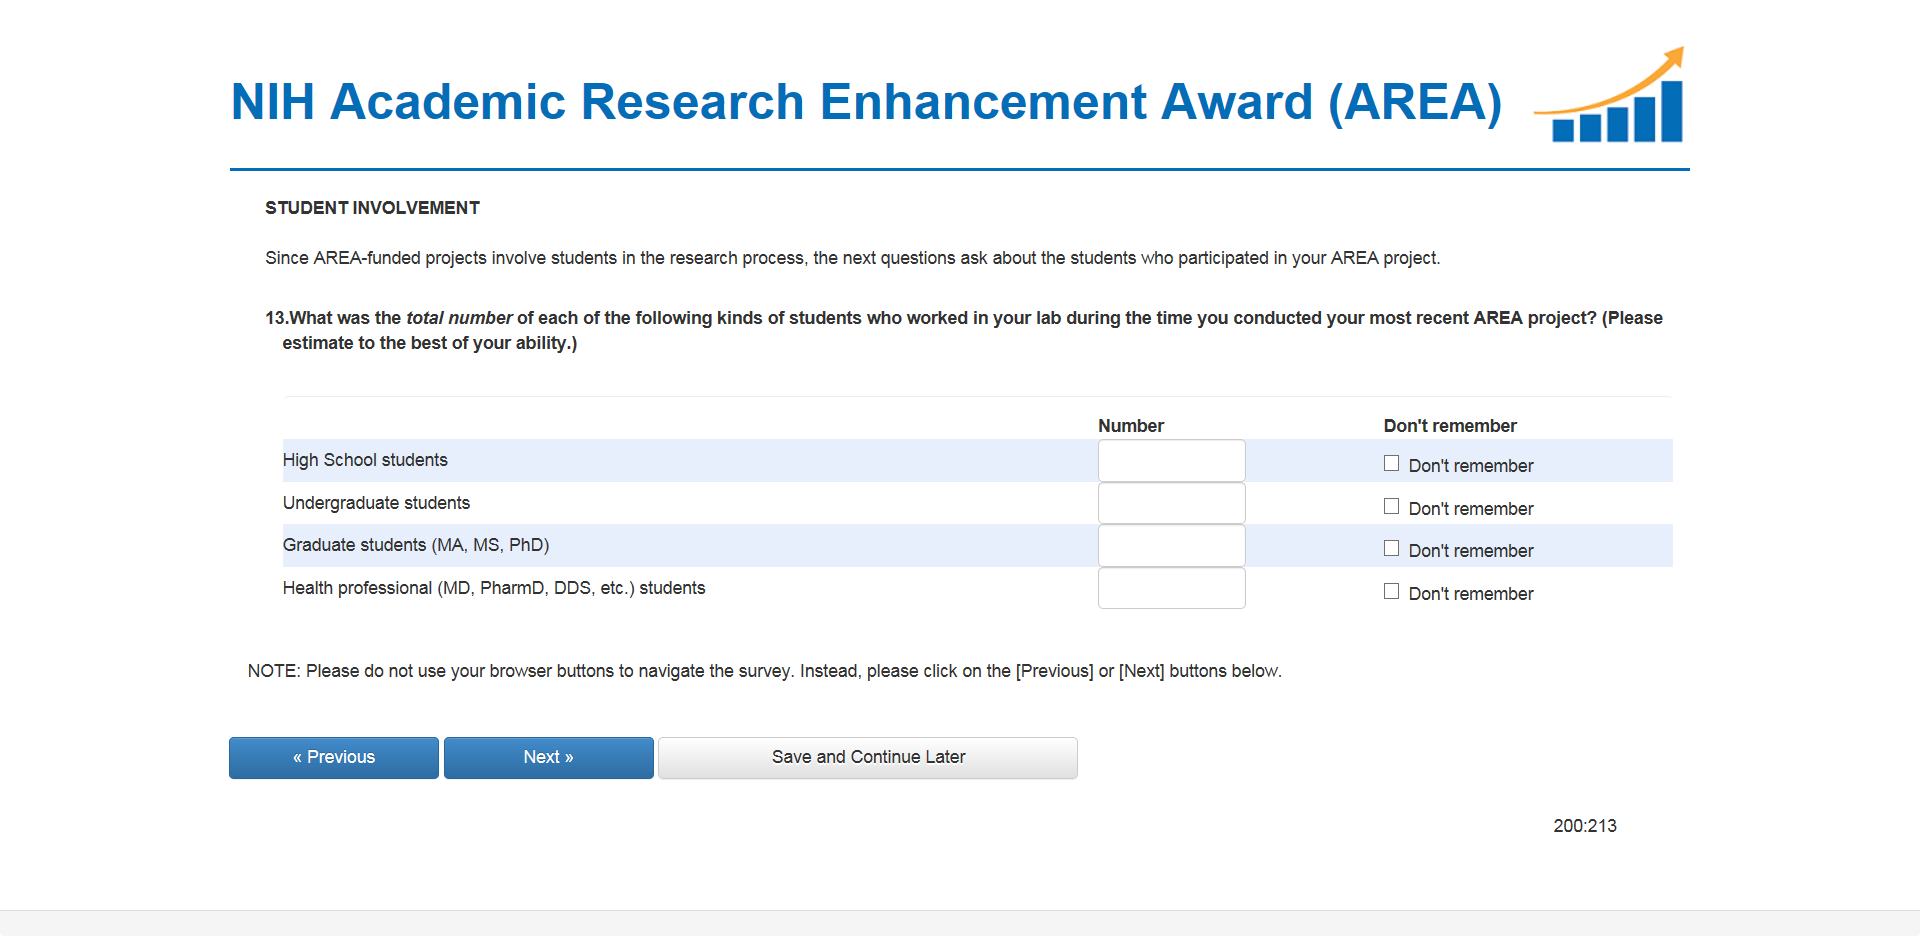 NIH Academic Research Enhancement Award (AREA)
STUDENT INVOLVEMENT
Since AREA-funded projects involve students in the research process, the next questions ask about the students who participated in your AREA project.
13.What was the total number of each of the following kinds of students who worked in your lab during the time you conducted your most recent AREA project? (Please
estimate to the best of your ability.)
Number Don't remember
High School students Don't remember
Undergraduate students Don't remember
Graduate students (MA, MS, PhD) Don't remember
Health professional (MD, PharmD, DDS, etc.) students Don't remember
NOTE: Please do not use your browser buttons to navigate the survey. Instead, please click on the [Previous] or [Next] buttons below.
« Previous Next » Save and Continue Later
200:213